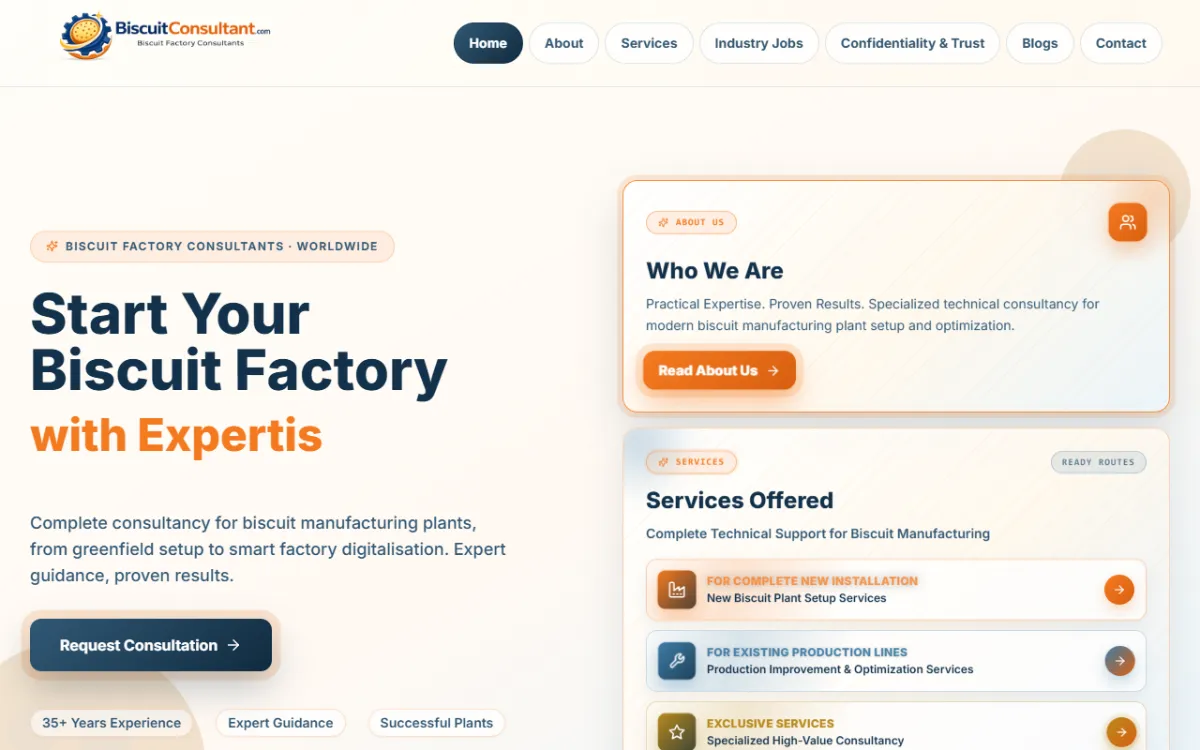 BiscuitConsultant.com
Biscuit Factory Consultants
Home
About
Services
Industry Jobs
Confidentiality & Trust
Blogs
Contact
BISCUIT FACTORY CONSULTANTS · WORLDWIDE
Start Your
Biscuit Factory
with Expertis
Complete consultancy for biscuit manufacturing plants,
from greenfield setup to smart factory digitalisation. Expert
guidance, proven results.
Request Consultation →
35+ Years Experience
Expert Guidance
Successful Plants
ABOUT US
Who We Are
Practical Expertise. Proven Results. Specialized technical consultancy for
modern biscuit manufacturing plant setup and optimization.
Read About Us →
SERVICES
READY ROUTES
Services Offered
Complete Technical Support for Biscuit Manufacturing
FOR COMPLETE NEW INSTALLATION
New Biscuit Plant Setup Services
FOR EXISTING PRODUCTION LINES
Production Improvement & Optimization Services
EXCLUSIVE SERVICES
Specialized High-Value Consultancy